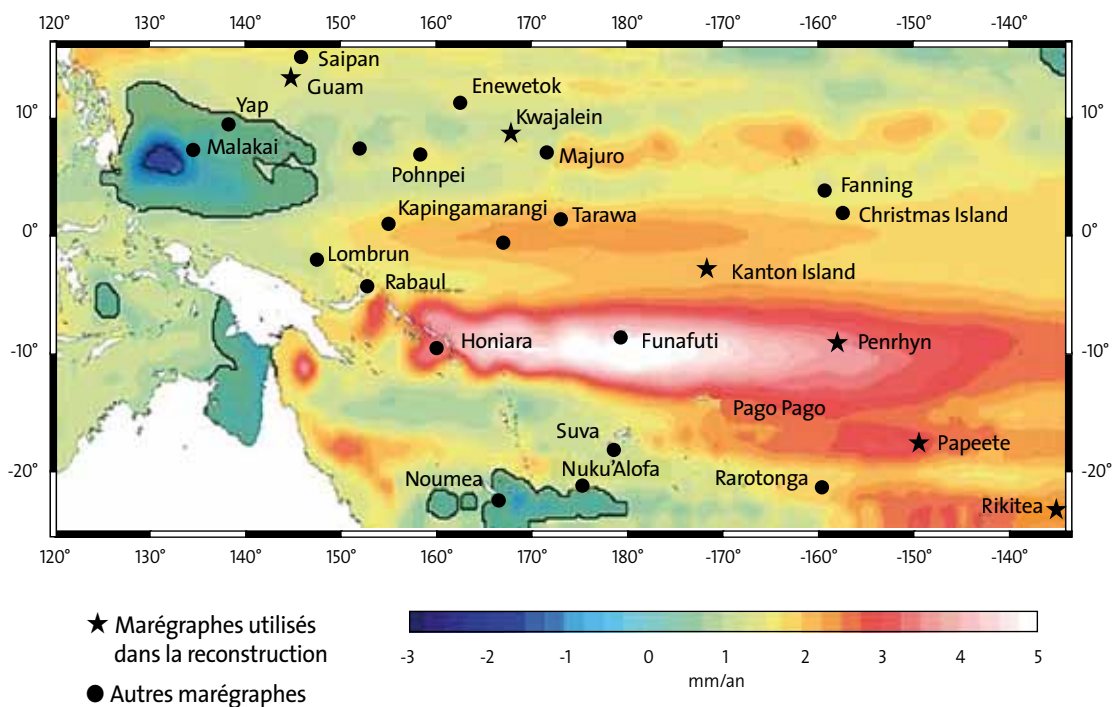 120° 130° 140° 150° 160° 170° 180° -170° -160° -150° -140°
Saipan
Guam
Enewetok
10° Yap Kwajalein 10°
Malakai Majuro
Pohnpei
Fanning
Kapingamarangi Tarawa Christmas Island
0° 0°
Lombrun
Kanton Island
Rabaul
Honiara Funafuti Penrhyn
-10° -10°
Pago Pago
Suva Papeete
Nuku'Alofa
-20° Noumea Rarotonga -20°
Rikitea
120° 130° 140° 150° 160° 170° 180° -170° -160° -150° -140°
Marégraphes utilisés
dans la reconstruction
Autres marégraphes
-3 -2 -1 0 1 2 3 4 5
mm/an